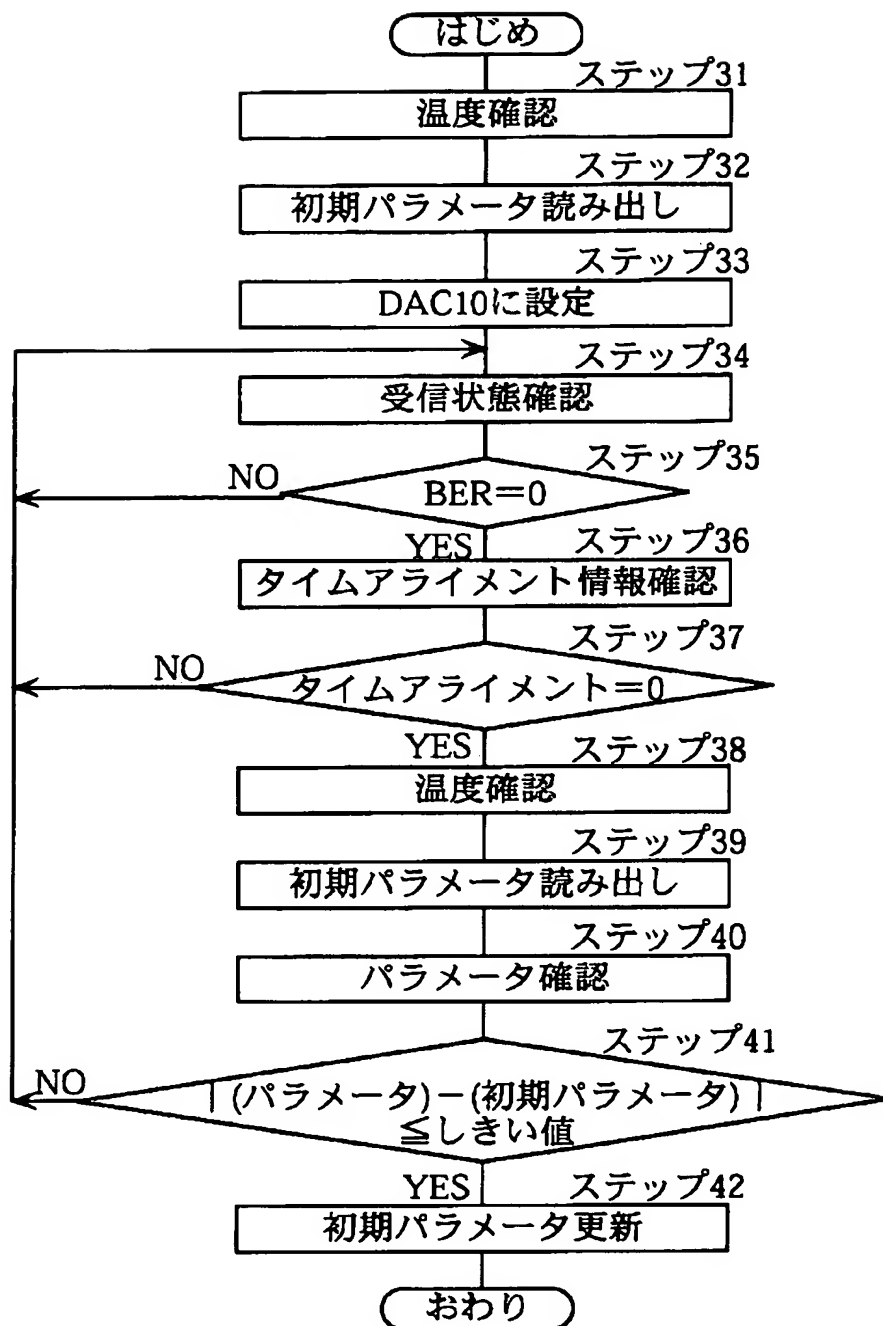 はじめ
ステップ31
温度確認
ステップ32
初期パラメータ読み出し
ステップ33
DAC10に設定
ステップ34
受信状態確認
ステップ35
NO
BER=0
YES
ステップ36
タイムアライメント情報確認
ステップ37
NO
タイムアライメント=0
YES
ステップ38
温度確認
ステップ39
初期パラメータ読み出し
ステップ40
パラメータ確認
ステップ41
NO
|(パラメータ)-(初期パラメータ)|
≦しきい値
YES
ステップ42
初期パラメータ更新
おわり